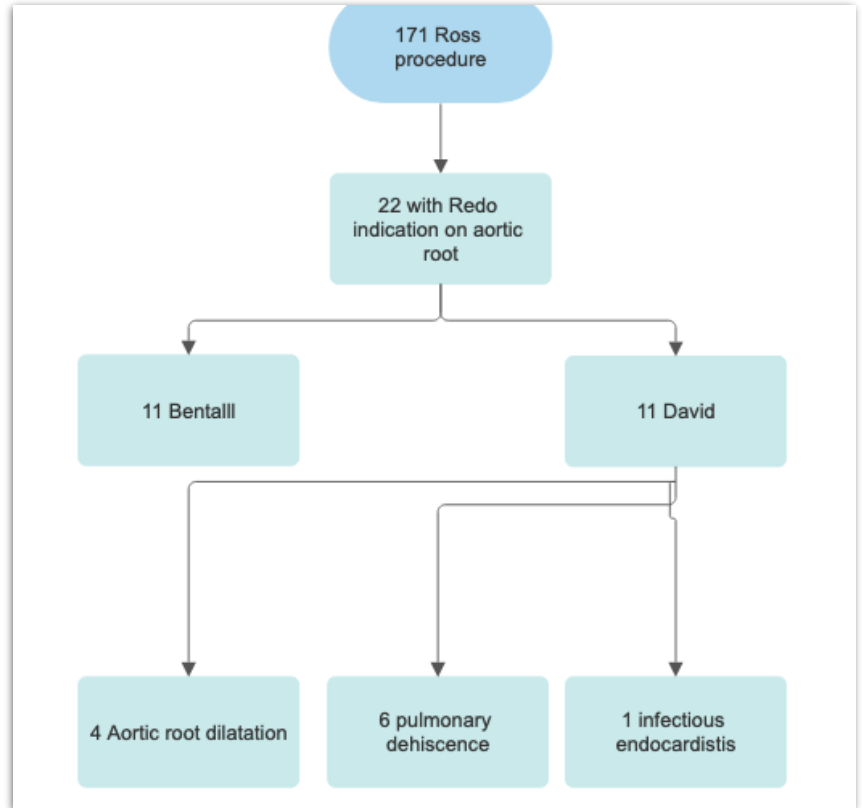 171 Ross
procedure
22 with Redo
indication on aortic
root
11 Bentalll
11 David
4 Aortic root dilatation
6 pulmonary
dehiscence
1 infectious
endocardistis